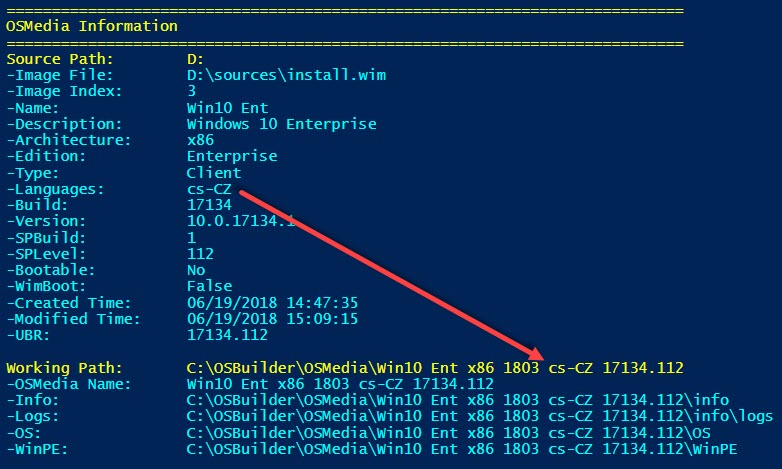 ===========================================================================
OSMedia Information
===========================================================================
Source Path: D:
-Image File: D:\sources\install.wim
-Image Index: 3
-Name: Win10 Ent
-Description: Windows 10 Enterprise
-Architecture: x86
-Edition: Enterprise
-Type: Client
-Languages: cs-CZ
-Build: 17134
-Version: 10.0.17134.1
-SPBuild: 1
-SPLevel: 112
-Bootable: No
-WimBoot: False
-Created Time: 06/19/2018 14:47:35
-Modified Time: 06/19/2018 15:09:15
-UBR: 17134.112
Working Path: C:\OSBuilder\OSMedia\Win10 Ent x86 1803 cs-CZ 17134.112
-OSMedia Name: Win10 Ent x86 1803 cs-CZ 17134.112
-Info: C:\OSBuilder\OSMedia\Win10 Ent x86 1803 cs-CZ 17134.112\info
-Logs: C:\OSBuilder\OSMedia\Win10 Ent x86 1803 cs-CZ 17134.112\info\logs
-OS: C:\OSBuilder\OSMedia\Win10 Ent x86 1803 cs-CZ 17134.112\OS
-WinPE: C:\OSBuilder\OSMedia\Win10 Ent x86 1803 cs-CZ 17134.112\WinPE